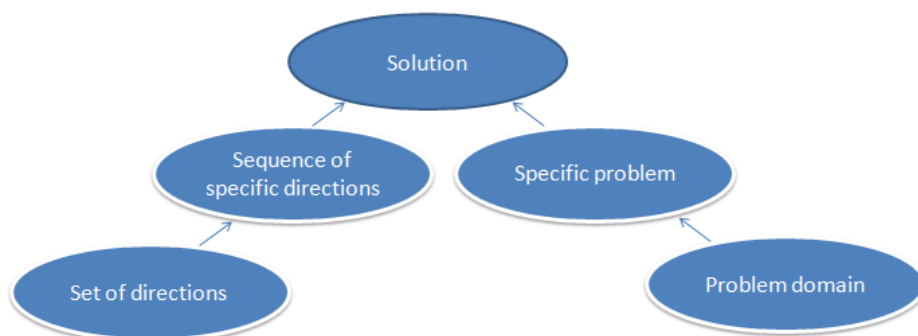 Solution
Sequence of
specific directions
Specific problem
Set of directions
Problem domain